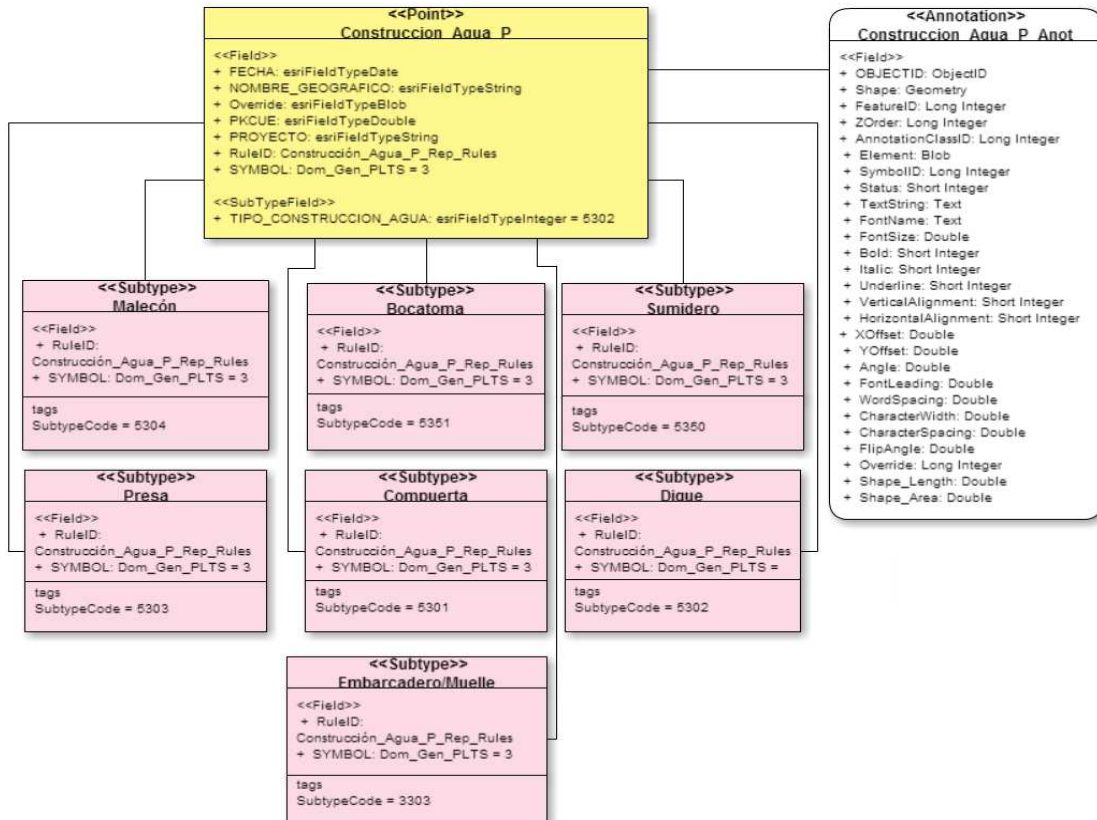 <<Point>>
Construccion_Agua_P
<<Field>>
+ FECHA: esriFieldTypeDate
+ NOMBRE_GEOGRAFICO: esriFieldTypeString
+ Override: esriFieldTypeBlob
+ PKCUE: esriFieldTypeDouble
+ PROYECTO: esriFieldTypeString
+ RuleID: Construcción_Agua_P_Rep_Rules
+ SYMBOL: Dom_Gen_PLTS = 3
<<SubTypeField>>
+ TIPO_CONSTRUCCION_AGUA: esriFieldTypeInteger = 5302
<<Annotation>>
Construccion_Agua_P_Anot
<<Field>>
+ OBJECTID: ObjectID
+ Shape: Geometry
+ FeatureID: Long Integer
+ ZOrder: Long Integer
+ AnnotationClassID: Long Integer
+ Element: Blob
+ SymbolID: Long Integer
+ Status: Short Integer
+ TextString: Text
+ FontName: Text
+ FontSize: Double
+ Bold: Short Integer
+ Italic: Short Integer
+ Underline: Short Integer
+ VerticalAlignment: Short Integer
+ HorizontalAlignment: Short Integer
+ XOffset: Double
+ YOffset: Double
+ Angle: Double
+ FontLeading: Double
+ WordSpacing: Double
+ CharacterWidth: Double
+ CharacterSpacing: Double
+ FlipAngle: Double
+ Override: Long Integer
+ Shape_Length: Double
+ Shape_Area: Double
<<Subtype>>
Malecón
<<Field>>
+ RuleID:
Construcción_Agua_P_Rep_Rules
+ SYMBOL: Dom_Gen_PLTS = 3
tags
SubtypeCode = 5304
<<Subtype>>
Bocatoma
<<Field>>
+ RuleID:
Construcción_Agua_P_Rep_Rules
+ SYMBOL: Dom_Gen_PLTS = 3
tags
SubtypeCode = 5351
<<Subtype>>
Sumidero
<<Field>>
+ RuleID:
Construcción_Agua_P_Rep_Rules
+ SYMBOL: Dom_Gen_PLTS = 3
tags
SubtypeCode = 5350
<<Subtype>>
Presa
<<Field>>
+ RuleID:
Construcción_Agua_P_Rep_Rules
+ SYMBOL: Dom_Gen_PLTS = 3
tags
SubtypeCode = 5303
<<Subtype>>
Compuerta
<<Field>>
+ RuleID:
Construcción_Agua_P_Rep_Rules
+ SYMBOL: Dom_Gen_PLTS = 3
tags
SubtypeCode = 5301
<<Subtype>>
Dique
<<Field>>
+ RuleID:
Construcción_Agua_P_Rep_Rules
+ SYMBOL: Dom_Gen_PLTS =
tags
SubtypeCode = 5302
<<Subtype>>
Embarcadero/Muelle
<<Field>>
+ RuleID:
Construcción_Agua_P_Rep_Rules
+ SYMBOL: Dom_Gen_PLTS = 3
tags
SubtypeCode = 3303